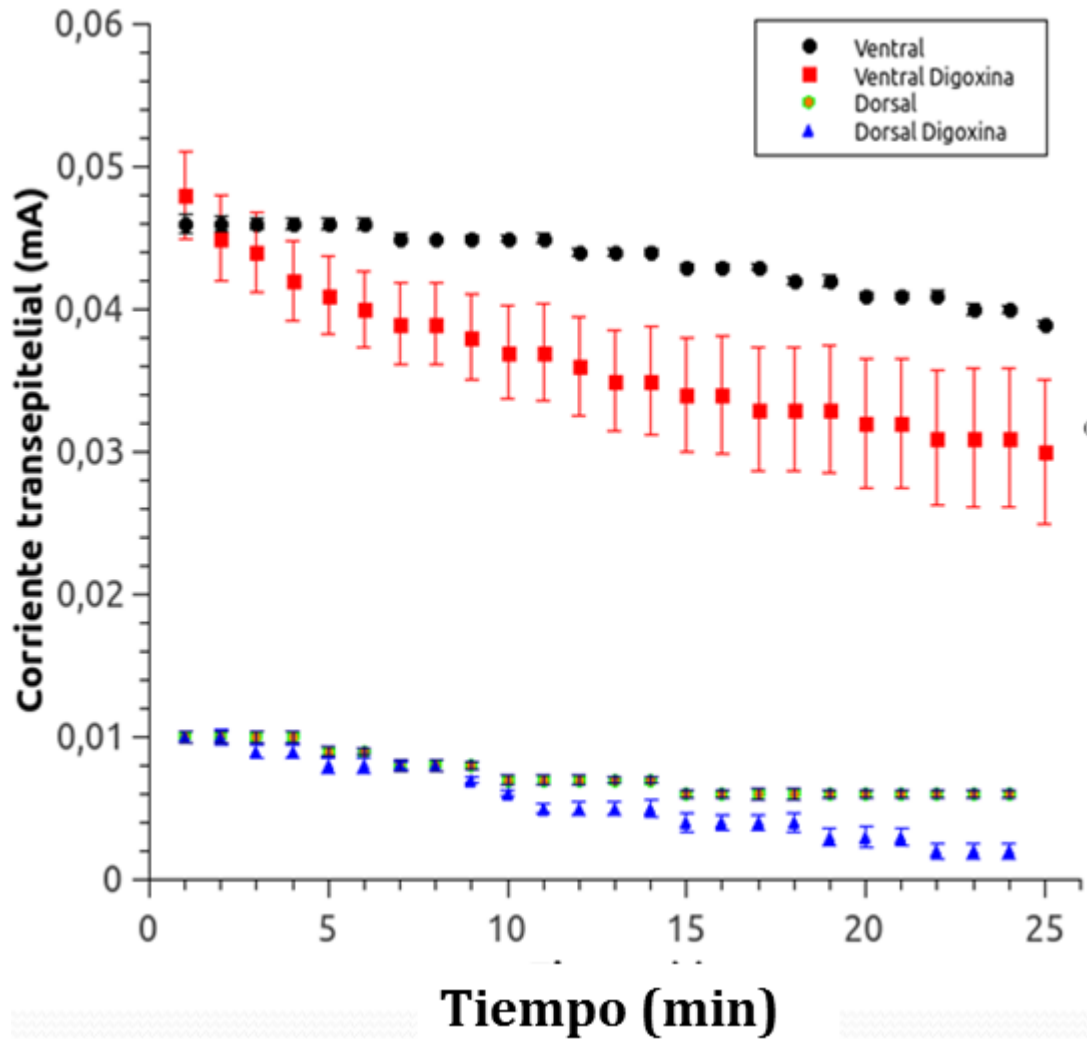 0,06
0,05
0,04
0,03
0,02
0,01
0
Corriente transepitelial (mA)
Ventral
Ventral Digoxina
Dorsal
Dorsal Digoxina
0 5 10 15 20 25
Tiempo (min)